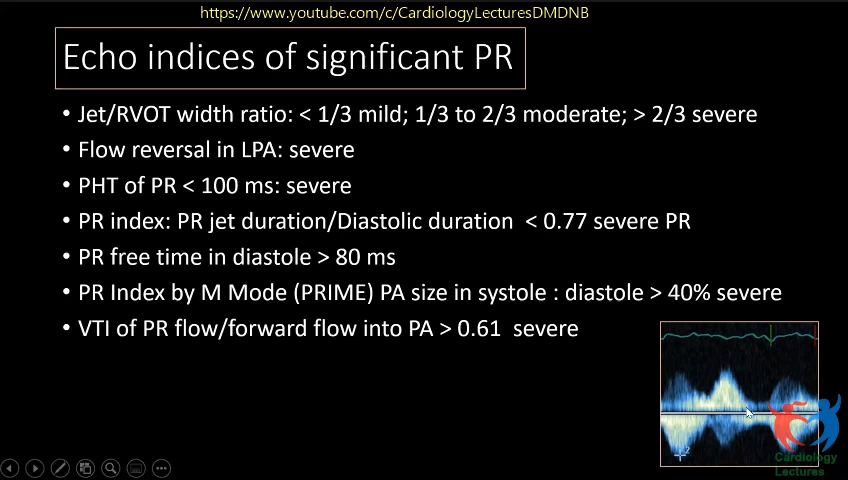 https://www.youtube.com/c/CardiologyLecturesDMDNB
Echo indices of significant PR
• Jet/RVOT width ratio: < 1/3 mild; 1/3 to 2/3 moderate; > 2/3 severe
• Flow reversal in LPA: severe
• PHT of PR < 100 ms: severe
• PR index: PR jet duration/Diastolic duration < 0.77 severe PR
• PR free time in diastole > 80 ms
• PR Index by M Mode (PRIME) PA size in systole : diastole > 40% severe
• VTI of PR flow/forward flow into PA > 0.61 severe
2
Cardiology
Lectures